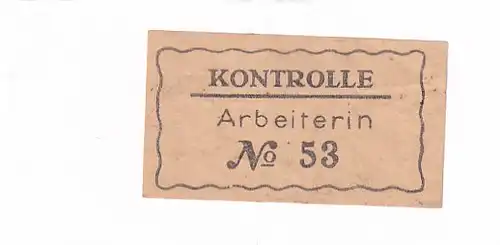 KONTROLLE
Arbeiterin
No 53